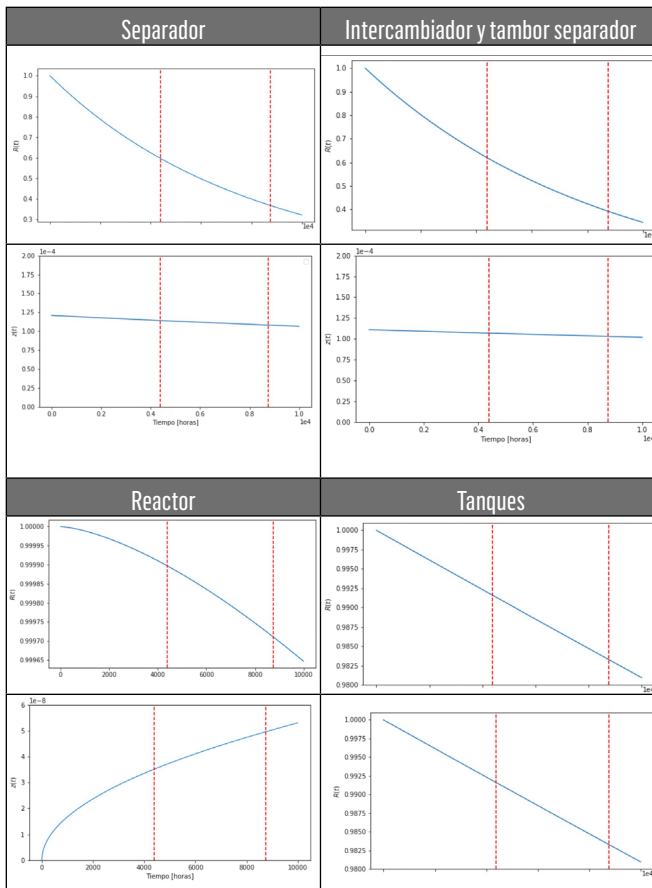 Separador
Intercambiador y tambor separador
1.0
0.9
0.8
0.7
0.6
0.5
0.4
0.3
R(t)
1e4
1.0
0.9
0.8
0.7
0.6
0.5
0.4
R(t)
1e4
1e−4
2.00
1.75
1.50
1.25
1.00
0.75
0.50
0.25
0.00
z(t)
0.0 0.2 0.4 0.6 0.8 1.0
Tiempo [horas]
1e4
1e−4
2.00
1.75
1.50
1.25
1.00
0.75
0.50
0.25
0.00
z(t)
0.0 0.2 0.4 0.6 0.8 1.0
Tiempo [horas]
1e4
Reactor
Tanques
1.00000
0.99995
0.99990
0.99985
0.99980
0.99970
0.99965
R(t)
0 2000 4000 6000 8000 10000
1.0000
0.9975
0.9950
0.9925
0.9900
0.9875
0.9850
0.9825
0.9800
R(t)
1e4
1e−8
6
5
4
3
2
1
0
z(t)
0 2000 4000 6000 8000 10000
Tiempo [horas]
1.0000
0.9975
0.9950
0.9925
0.9900
0.9875
0.9850
0.9825
0.9800
R(t)
1e4